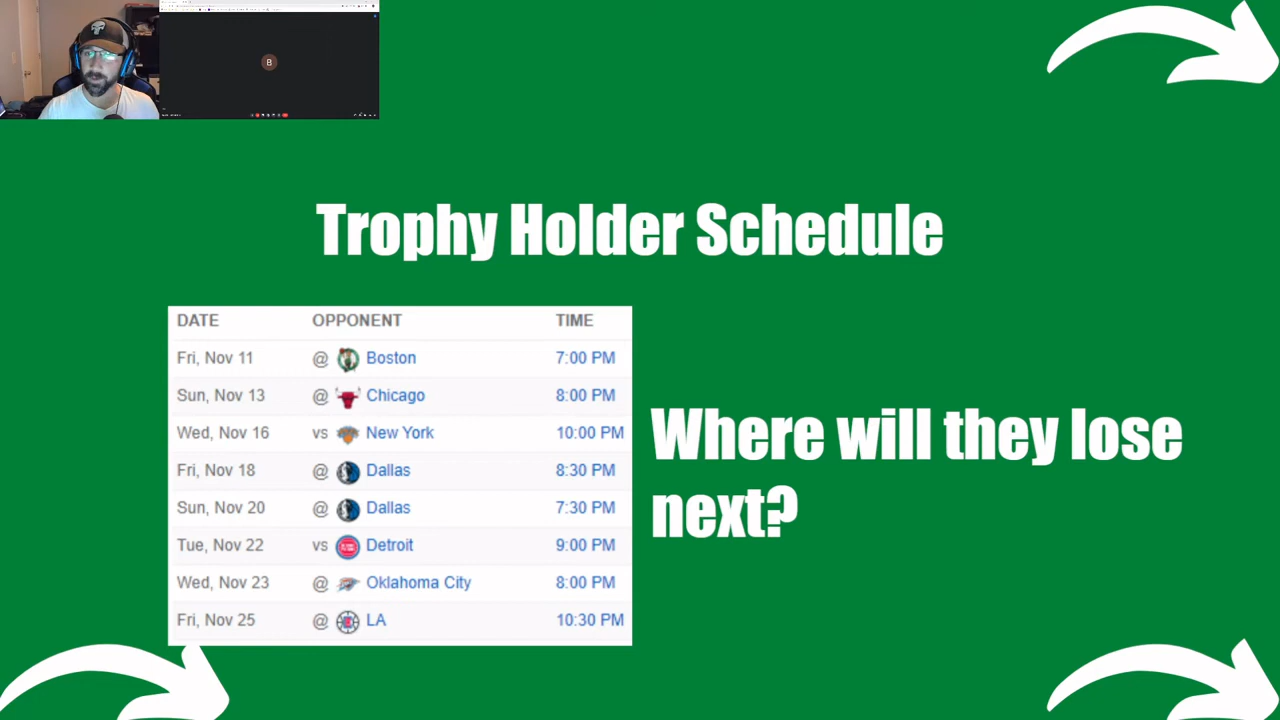 B
Trophy Holder Schedule
DATE OPPONENT TIME
Fri, Nov 11 @ Boston 7:00 PM
Sun, Nov 13 @ Chicago 8:00 PM
Wed, Nov 16 vs New York 10:00 PM
Fri, Nov 18 @ Dallas 8:30 PM
Sun, Nov 20 @ Dallas 7:30 PM
Tue, Nov 22 vs Detroit 9:00 PM
Wed, Nov 23 @ Oklahoma City 8:00 PM
Fri, Nov 25 @ LA 10:30 PM
Where will they lose
next?